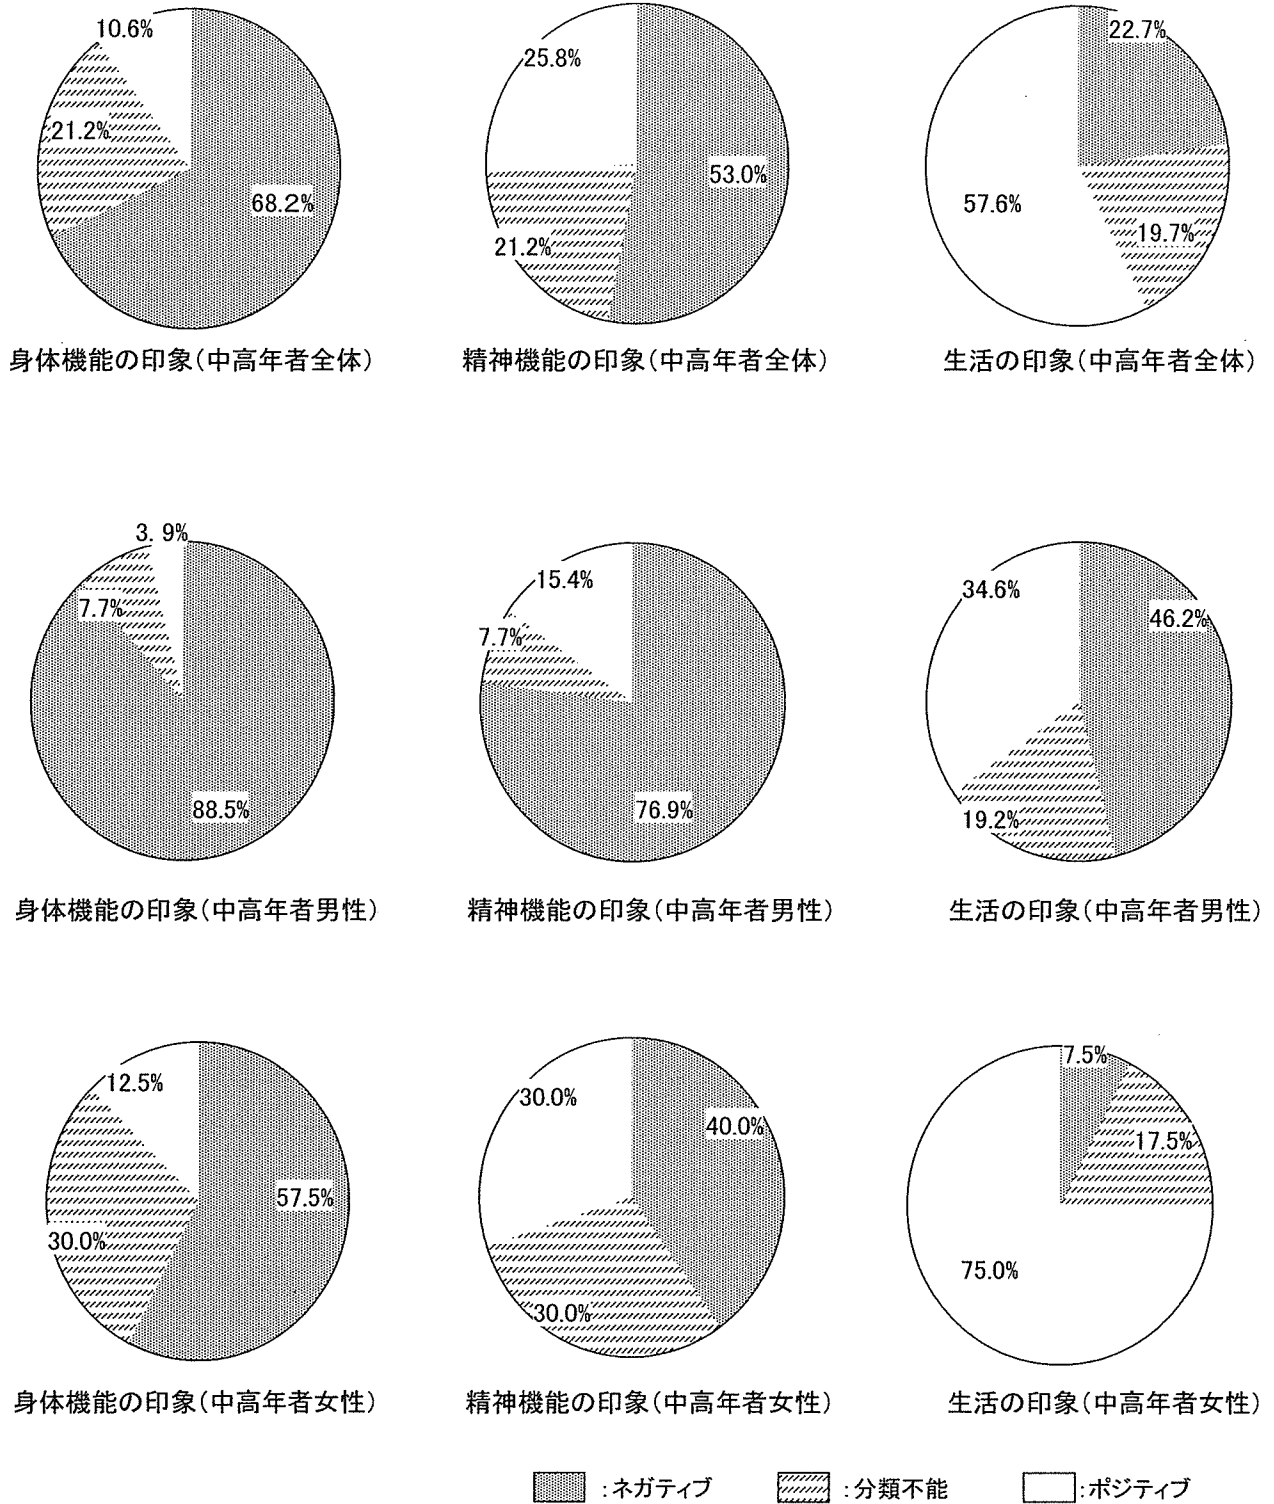 10.6%
21.2%
68.2%
身体機能の印象(中高年者全体)
25.8%
53.0%
21.2%
精神機能の印象(中高年者全体)
22.7%
57.6%
19.7%
生活の印象(中高年者全体)
3.9%
7.7%
88.5%
身体機能の印象(中高年者男性)
15.4%
7.7%
76.9%
精神機能の印象(中高年者男性)
34.6%
46.2%
19.2%
生活の印象(中高年者男性)
12.5%
57.5%
30.0%
身体機能の印象(中高年者女性)
30.0%
40.0%
30.0%
精神機能の印象(中高年者女性)
7.5%
17.5%
75.0%
生活の印象(中高年者女性)
:ネガティブ
:分類不能
:ポジティブ